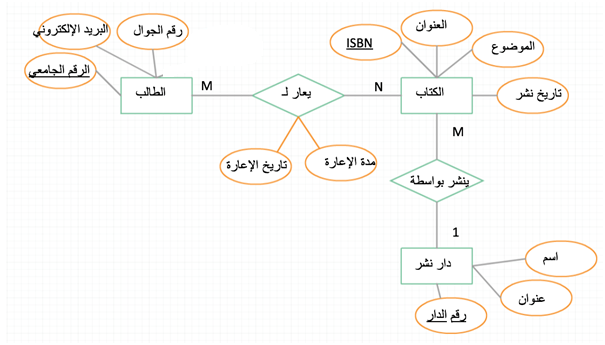 العنوان
ISBN
رقم الجوال
البريد الإلكتروني
الموضوع
الرقم الجامعي
الكتاب
N
يعار لـ
M
الطالب
تاريخ نشر
M
مدة الإعارة
تاريخ الإعارة
ينشر بواسطة
1
دار نشر
اسم
عنوان
رقم الدار